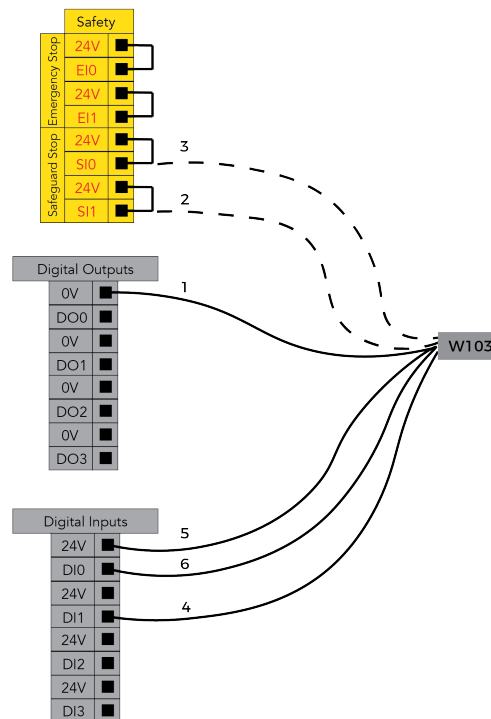 Safety
Emergency Stop
24V
EI0
24V
EI1
Safeguard Stop
24V
SI0
3
24V
SI1
2
Digital Outputs
0V
1
DO0
0V
DO1
0V
DO2
0V
DO3
W103
Digital Inputs
24V
5
DI0
6
24V
DI1
4
24V
DI2
24V
DI3